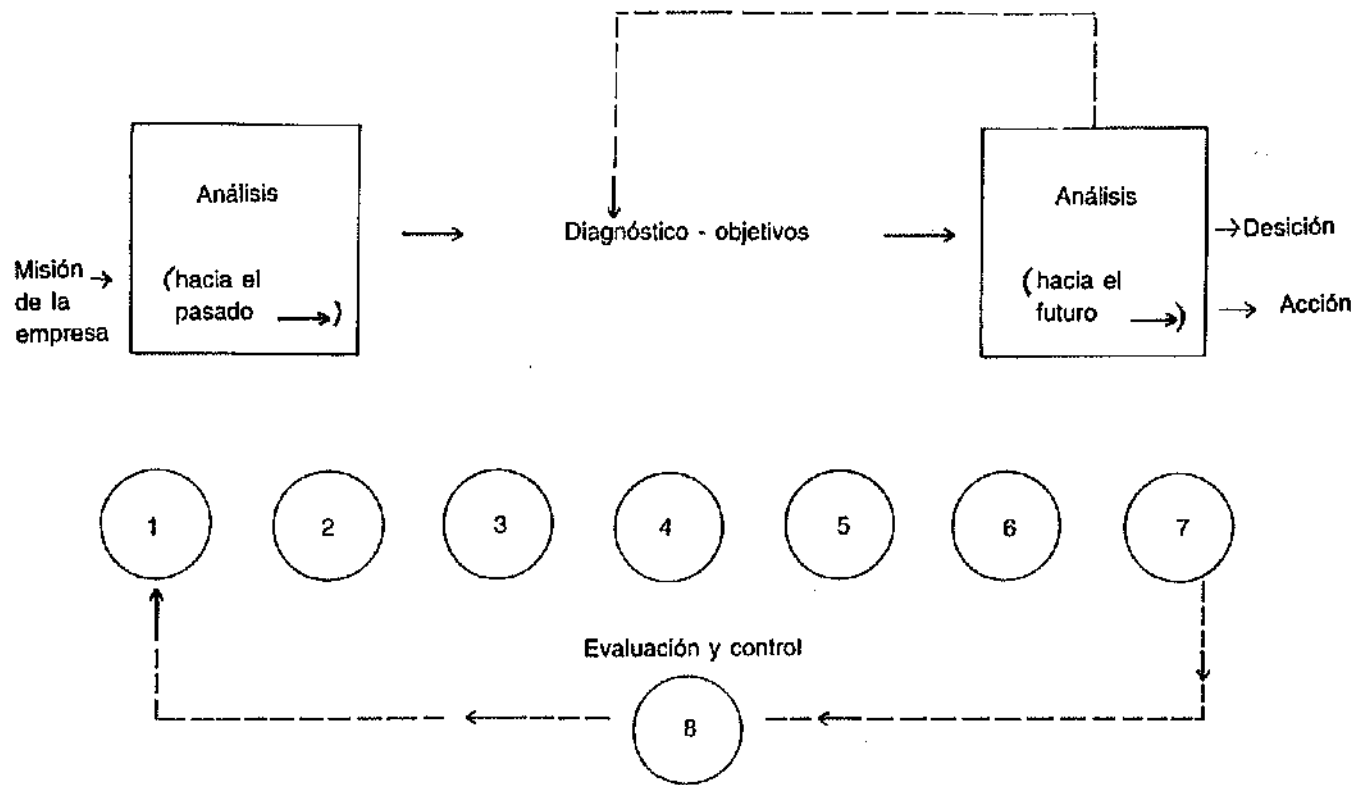 Análisis
(hacia el
pasado →)
Misión →
de la
empresa
→
Diagnóstico - objetivos
→
Análisis
(hacia el
futuro →)
→Desición
→ Acción
1 2 3 4 5 6 7
Evaluación y control
8